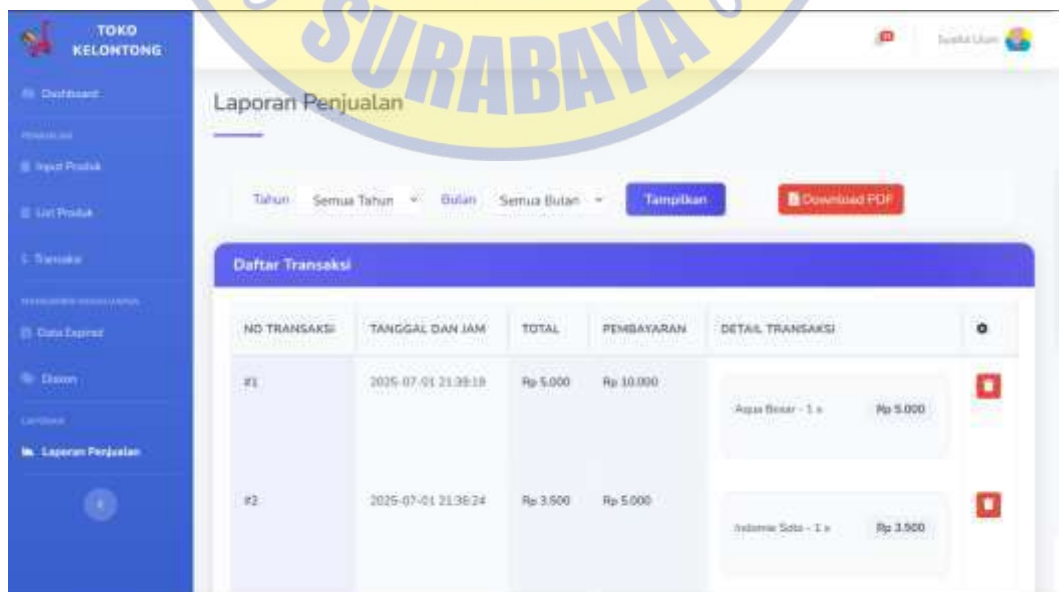 TOKO
KELONTONG
SURABAYA
Dashboard
Laporan Penjualan
Input Produk
Tahun Semua Tahun Bulan Semua Bulan Tampilkan Download PDF
List Produk
Transaksi
Daftar Transaksi
NO TRANSAKSI TANGGAL DAN JAM TOTAL PEMBAYARAN DETAIL TRANSAKSI
Data Expired
Diskon
#1 2025-07-01 21:39:19 Rp 5.000 Rp 10.000
Aqua Besar - 1 x Rp 5.000
Laporan Penjualan
#2 2025-07-01 21:38:24 Rp 3.500 Rp 5.000
Indomie Soto - 1 x Rp 3.500